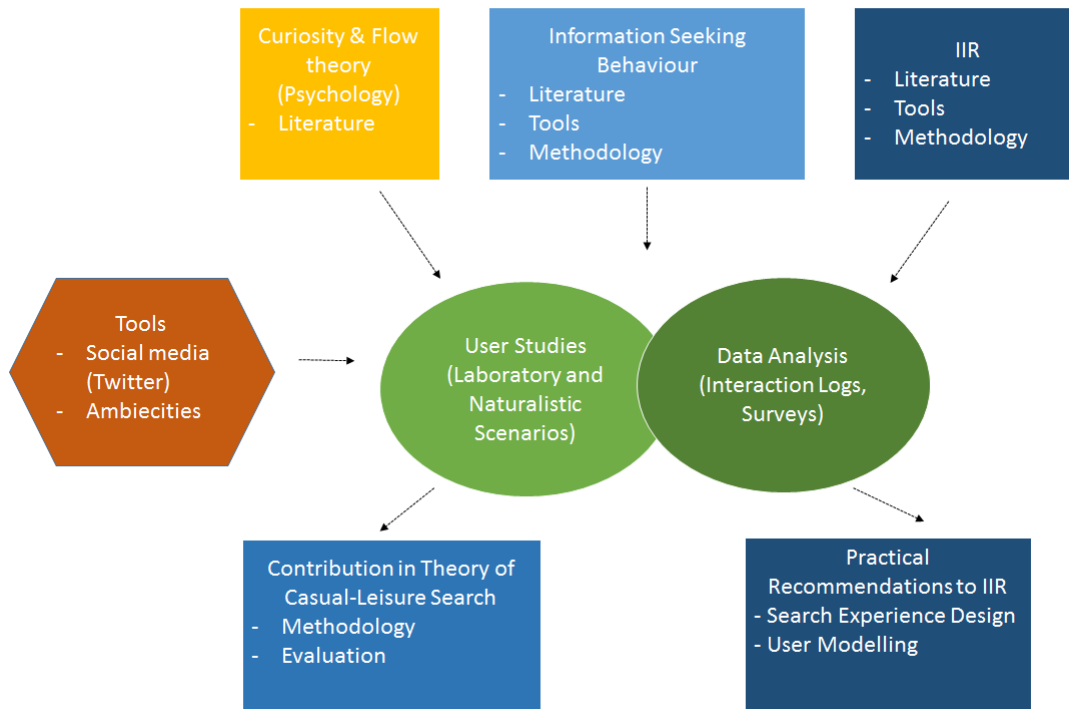 Curiosity & Flow
theory
(Psychology)
- Literature
Information Seeking
Behaviour
- Literature
- Tools
- Methodology
IIR
- Literature
- Tools
- Methodology
Tools
- Social media
(Twitter)
- Ambiecities
User Studies
(Laboratory and
Naturalistic
Scenarios)
Data Analysis
(Interaction Logs,
Surveys)
Contribution in Theory of
Casual-Leisure Search
- Methodology
- Evaluation
Practical
Recommendations to IIR
- Search Experience Design
- User Modelling